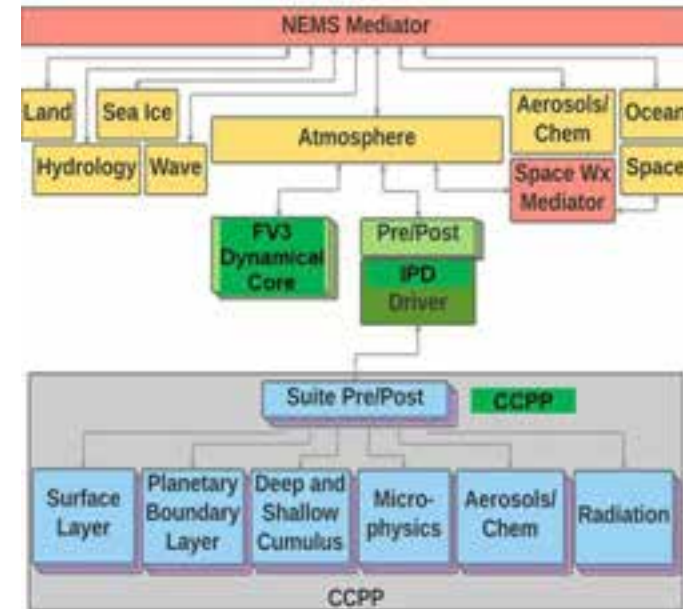 NEMS Mediator
Land
Sea Ice
Hydrology
Wave
Atmosphere
Aerosols/
Chem
Ocean
Space Wx
Mediator
Space
FV3
Dynamical
Core
Pre/Post
IPD
Driver
Suite Pre/Post
CCPP
Surface
Layer
Planetary
Boundary
Layer
Deep and
Shallow
Cumulus
Micro-
physics
Aerosols/
Chem
Radiation
CCPP